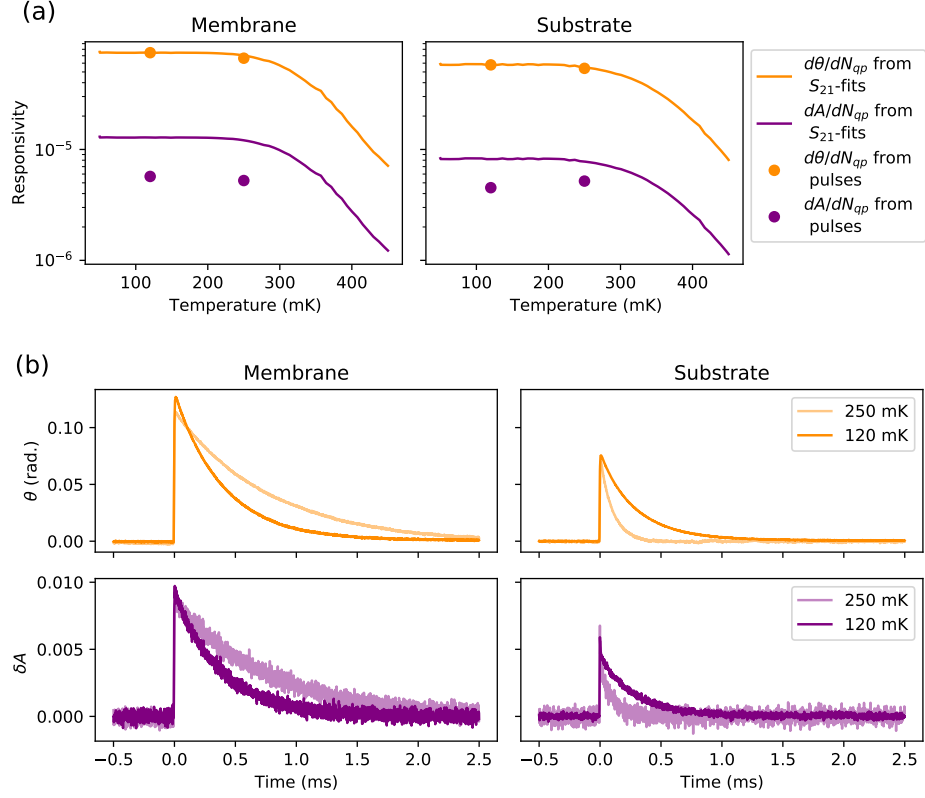 (a)
Membrane
Substrate
Responsivity
10⁻⁵
10⁻⁶
100 200 300 400
100 200 300 400
Temperature (mK)
Temperature (mK)
dθ/dN_qp from
S₂₁-fits
dA/dN_qp from
S₂₁-fits
dθ/dN_qp from
pulses
dA/dN_qp from
pulses
(b)
Membrane
Substrate
θ (rad.)
0.10
0.05
0.00
−0.5 0.0 0.5 1.0 1.5 2.0 2.5
250 mK
120 mK
δA
0.010
0.005
0.000
250 mK
120 mK
−0.5 0.0 0.5 1.0 1.5 2.0 2.5
Time (ms)
Time (ms)